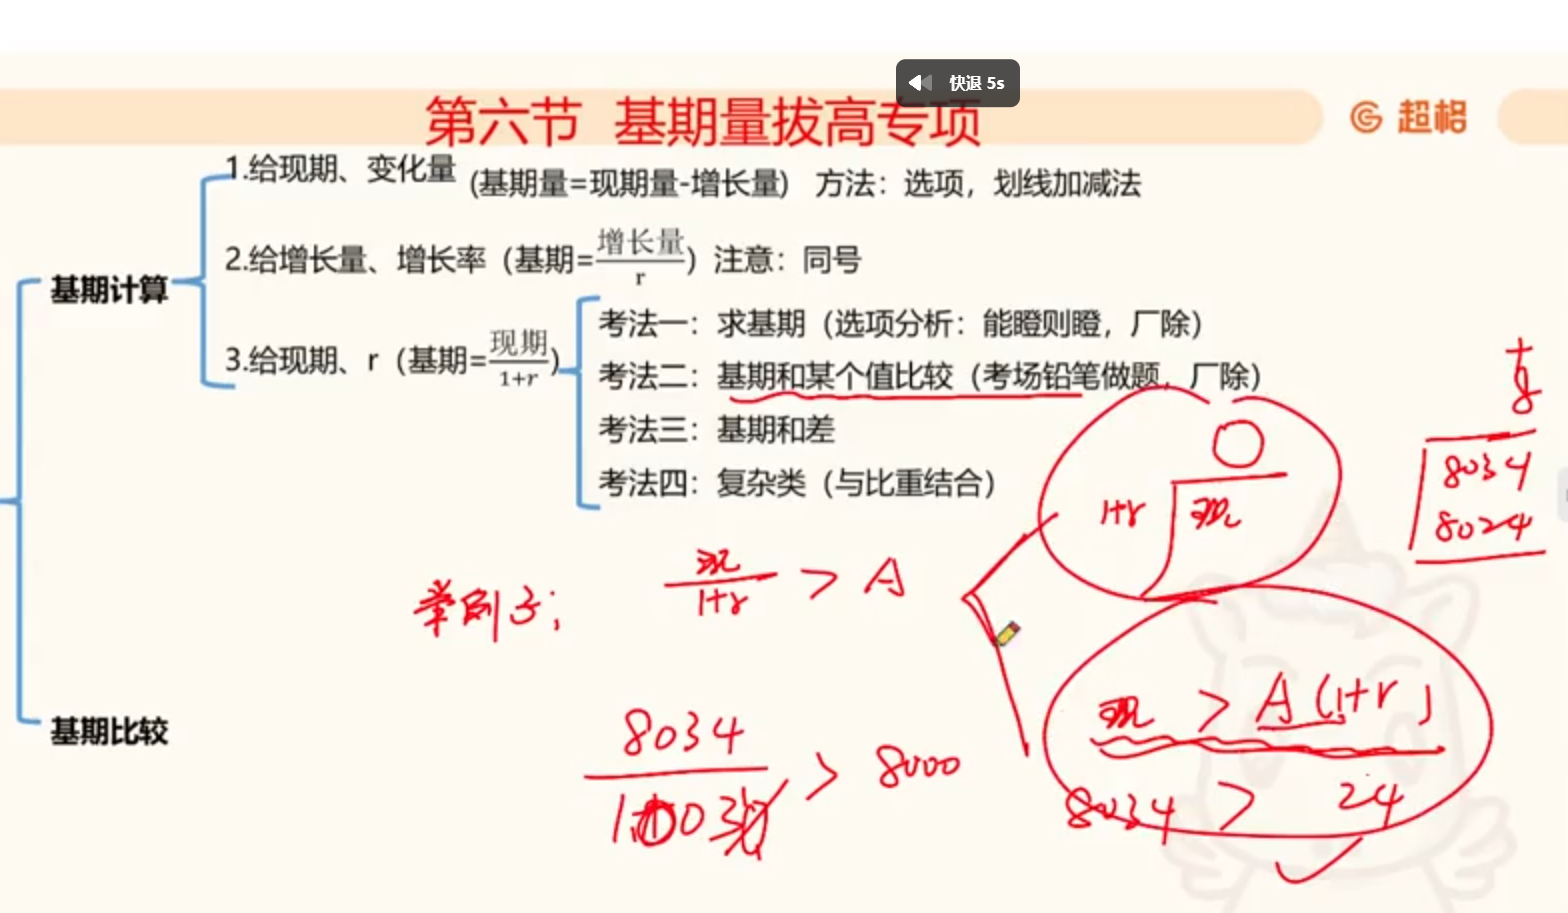 快退 5s
第六节 基期量拔高专项
超格
1.给现期、变化量 (基期量=现期量-增长量) 方法：选项，划线加减法
2.给增长量、增长率（基期=增长量/r）注意：同号
基期计算
3.给现期、r（基期=现期/1+r）
考法一：求基期（选项分析：能瞪则瞪，厂除）
考法二：基期和某个值比较（考场铅笔做题，厂除）
考法三：基期和差
考法四：复杂类（与比重结合）
1+r 现
8034
8024
举例子：
现/1+r > A
现 > A(1+r)
8034
> 8000
8034 > 24
基期比较